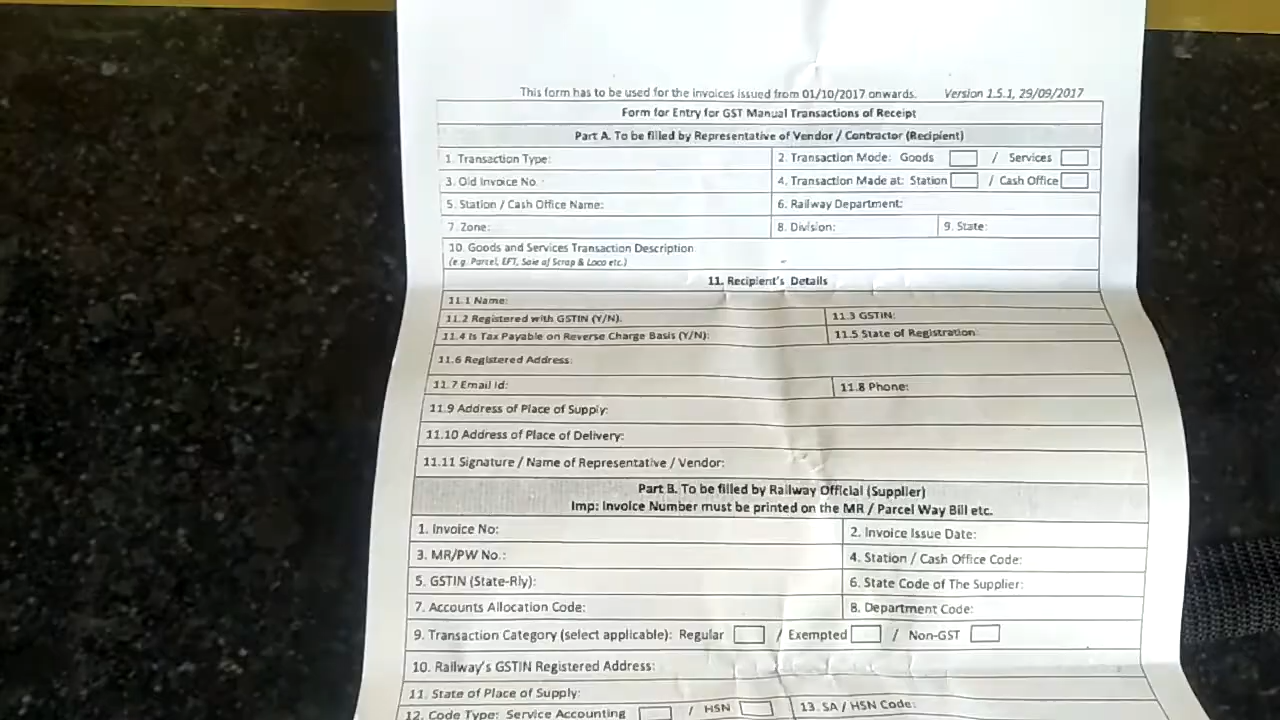 This form has to be used for the invoices issued from 01/10/2017 onwards. Version 1.5.1, 29/09/2017
Form for Entry for GST Manual Transactions of Receipt
Part A. To be filled by Representative of Vendor / Contractor (Recipient)
1. Transaction Type: 2. Transaction Mode: Goods / Services
3. Old Invoice No. 4. Transaction Made at: Station / Cash Office
5. Station / Cash Office Name: 6. Railway Department:
7. Zone: 8. Division: 9. State:
10. Goods and Services Transaction Description
(e.g. Parcel, EFT, Sale of Scrap & Loco etc.)
11. Recipient's Details
11.1 Name:
11.2 Registered with GSTIN (Y/N): 11.3 GSTIN:
11.4 Is Tax Payable on Reverse Charge Basis (Y/N): 11.5 State of Registration:
11.6 Registered Address:
11.7 Email Id: 11.8 Phone:
11.9 Address of Place of Supply:
11.10 Address of Place of Delivery:
11.11 Signature / Name of Representative / Vendor:
Part B. To be filled by Railway Official (Supplier)
Imp: Invoice Number must be printed on the MR / Parcel Way Bill etc.
1. Invoice No: 2. Invoice Issue Date:
3. MR/PW No.: 4. Station / Cash Office Code:
5. GSTIN (State-Rly): 6. State Code of The Supplier:
7. Accounts Allocation Code: 8. Department Code:
9. Transaction Category (select applicable): Regular / Exempted / Non-GST
10. Railway's GSTIN Registered Address:
11. State of Place of Supply:
12. Code Type: Service Accounting / HSN 13. SA / HSN Code: